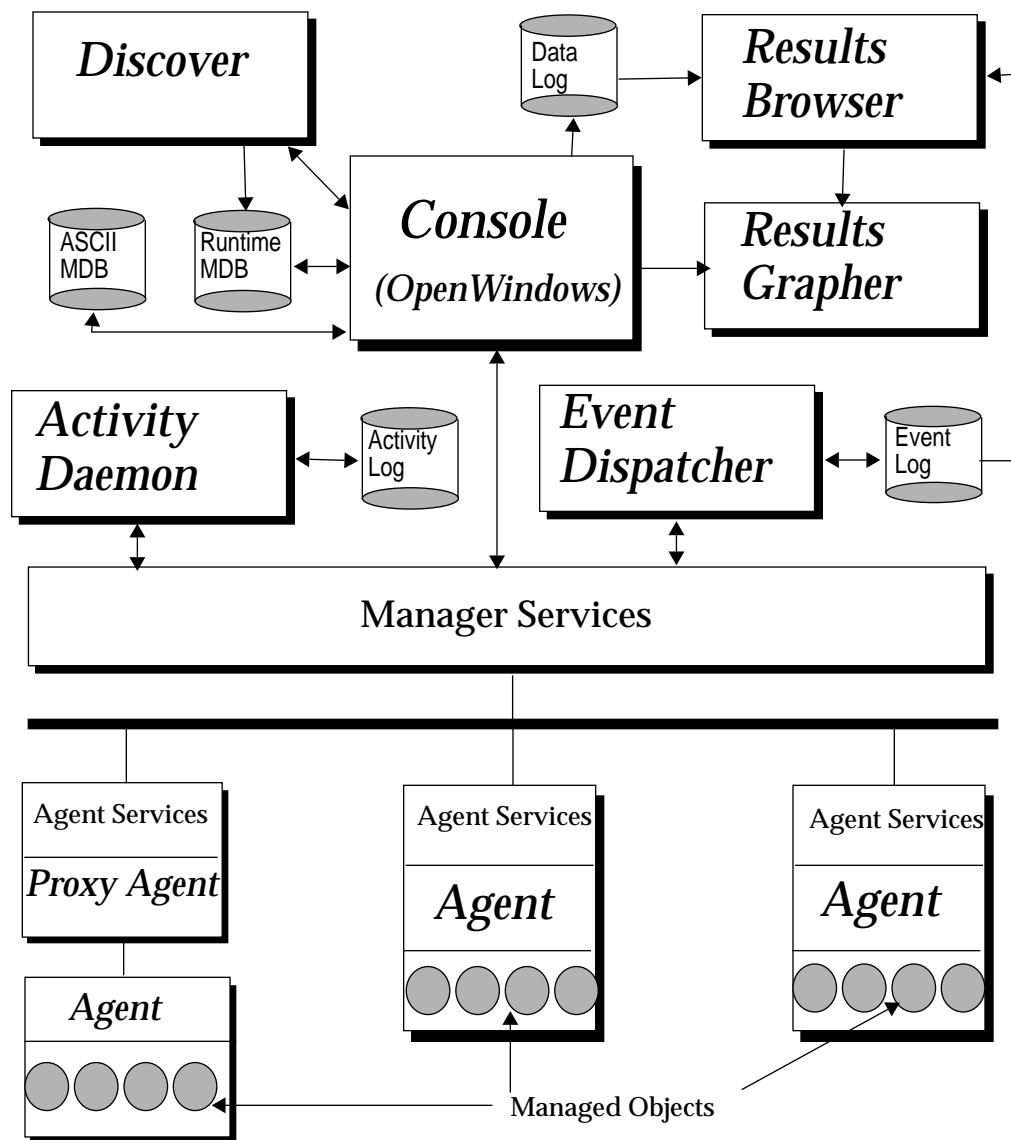 Discover
Data
Log
Results
Browser
ASCII
MDB
Runtime
MDB
Console
(OpenWindows)
Results
Grapher
Activity
Daemon
Activity
Log
Event
Dispatcher
Event
Log
Manager Services
Agent Services
Proxy Agent
Agent
Agent Services
Agent
Agent Services
Agent
Managed Objects